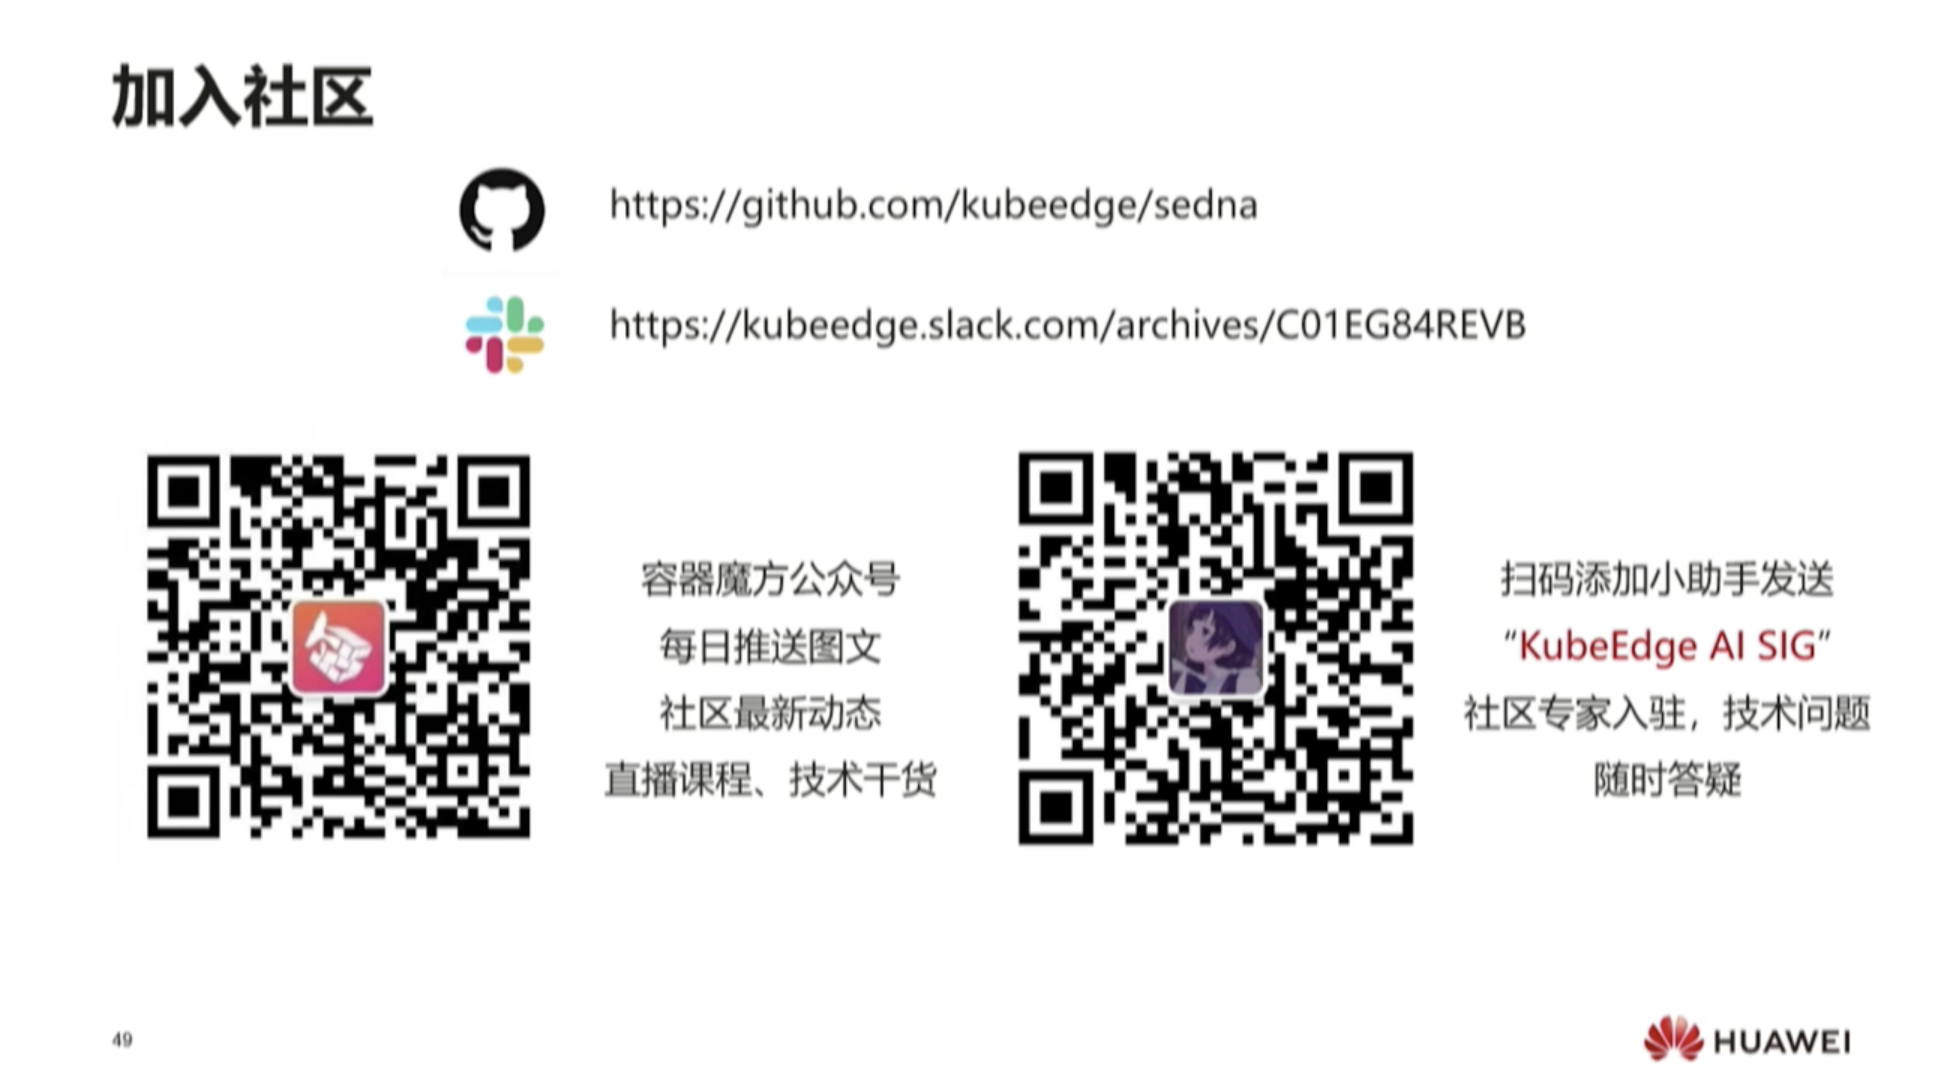 加入社区
https://github.com/kubeedge/sedna
https://kubeedge.slack.com/archives/C01EG84REVB
容器魔方公众号
每日推送图文
社区最新动态
直播课程、技术干货
扫码添加小助手发送
“KubeEdge AI SIG”
社区专家入驻，技术问题
随时答疑
49
HUAWEI